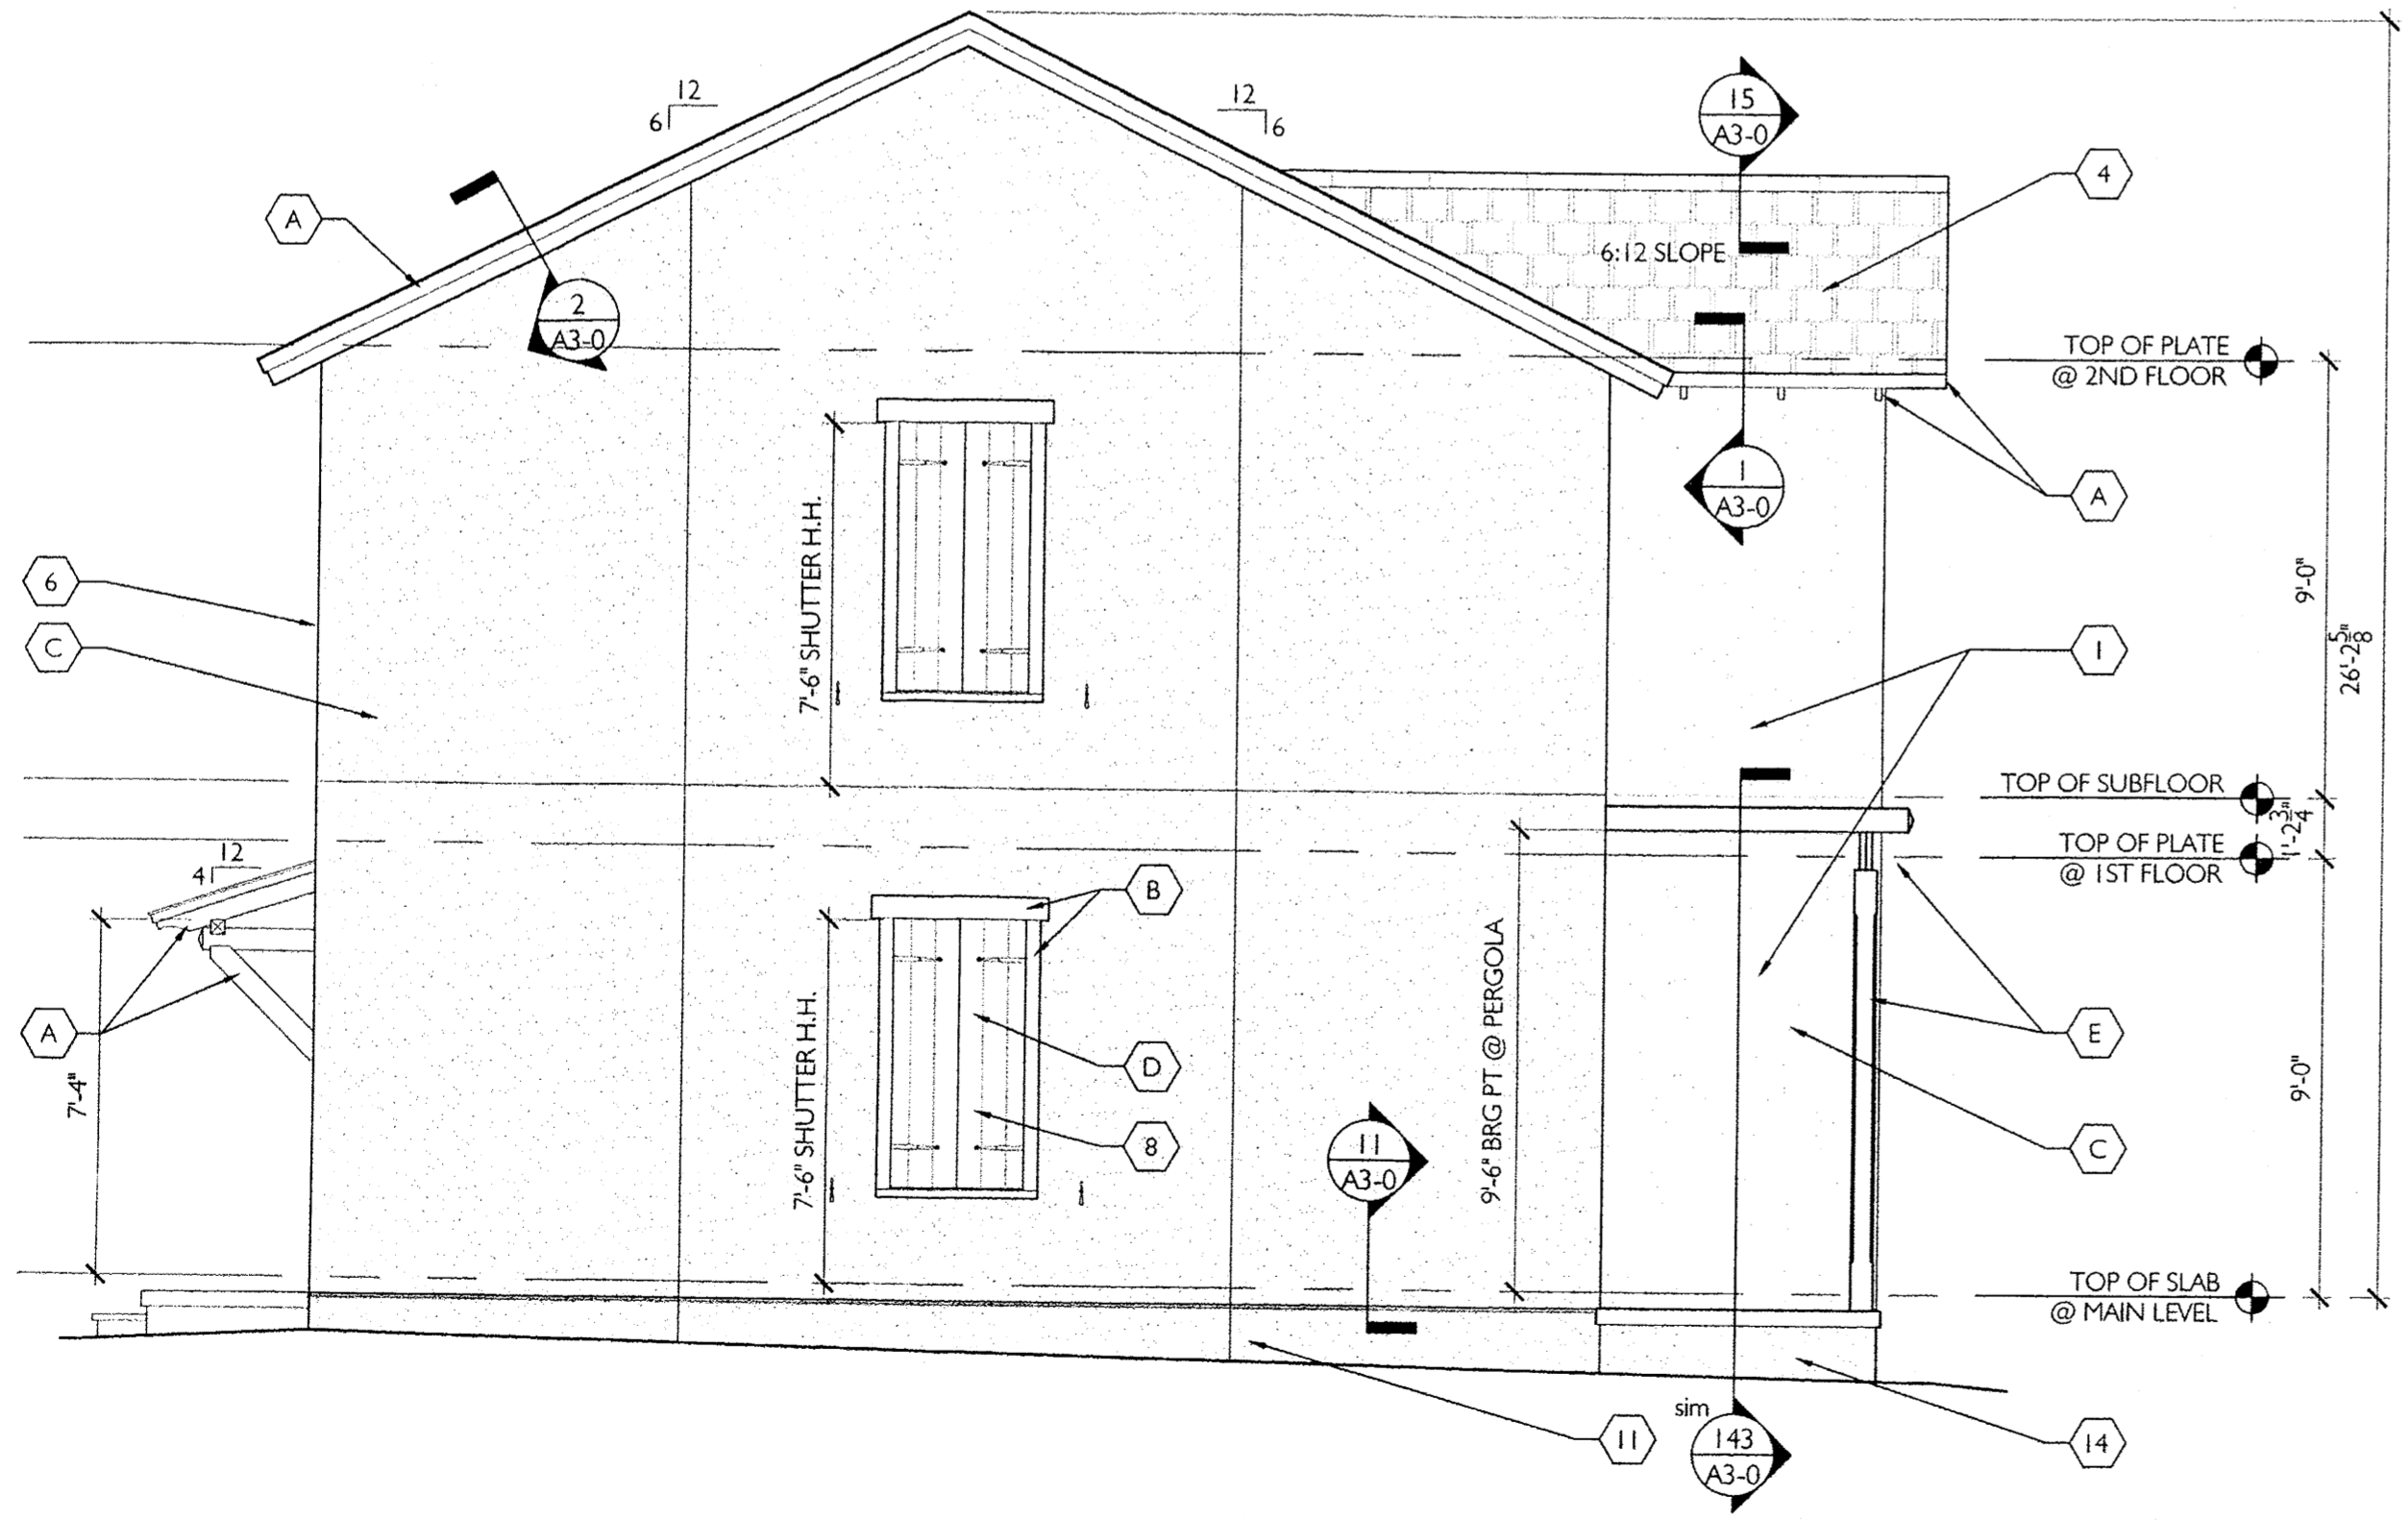 12
6
12
6
15
A3-0
4
A
6:12 SLOPE
2
A3-0
TOP OF PLATE
@ 2ND FLOOR
1
A3-0
A
7'-6" SHUTTER H.H.
9'-0"
6
C
1
26'-2 5/8"
TOP OF SUBFLOOR
1'-2 3/4"
TOP OF PLATE
@ 1ST FLOOR
12
4
B
A
7'-4"
7'-6" SHUTTER H.H.
D
8
9'-6" BRG PT @ PERGOLA
E
9'-0"
C
11
A3-0
TOP OF SLAB
@ MAIN LEVEL
sim
11
143
A3-0
14